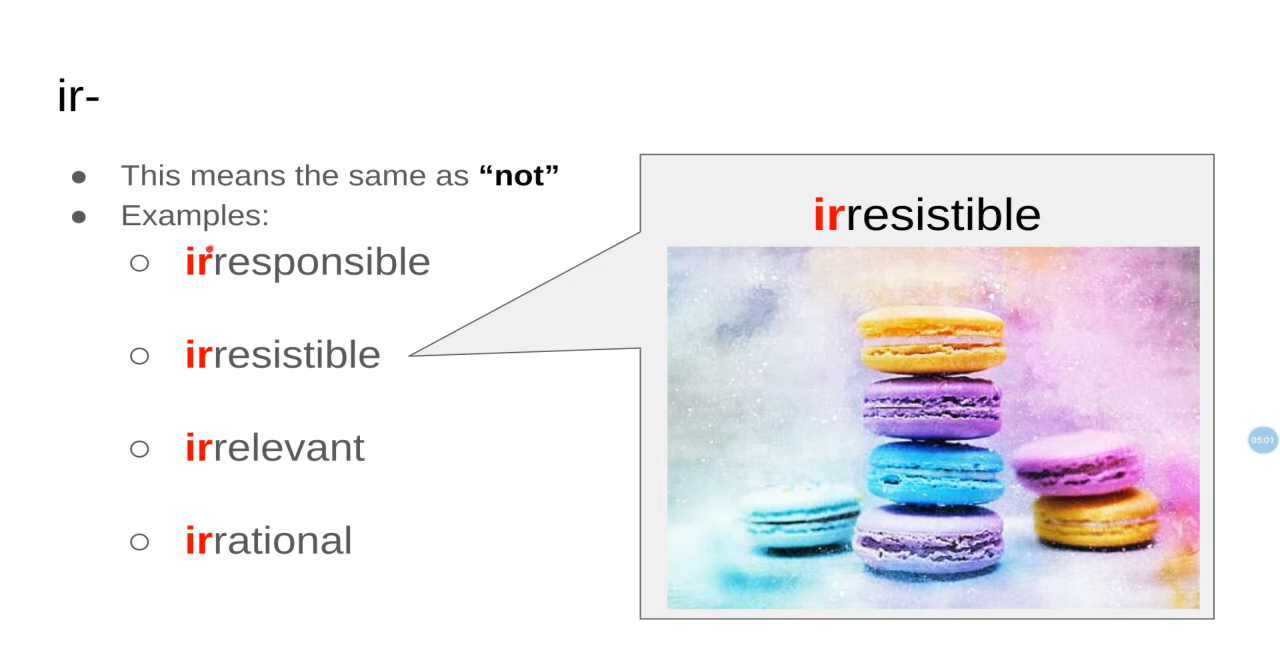 ir-
This means the same as “not”
Examples:
irresponsible
irresistible
irrelevant
irrational
irresistible
05:01